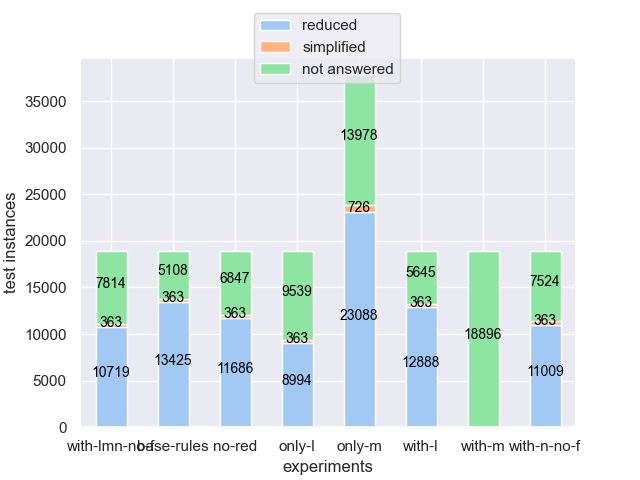 reduced
simplified
not answered
35000
30000
25000
20000
15000
10000
5000
0
test instances
7814
363
10719
5108
363
13425
6847
363
11686
9539
363
8994
13978
726
23088
5645
363
12888
18896
7524
363
11009
with-lmn-no-f
base-rules
no-red
only-l
only-m
with-l
with-m
with-n-no-f
experiments